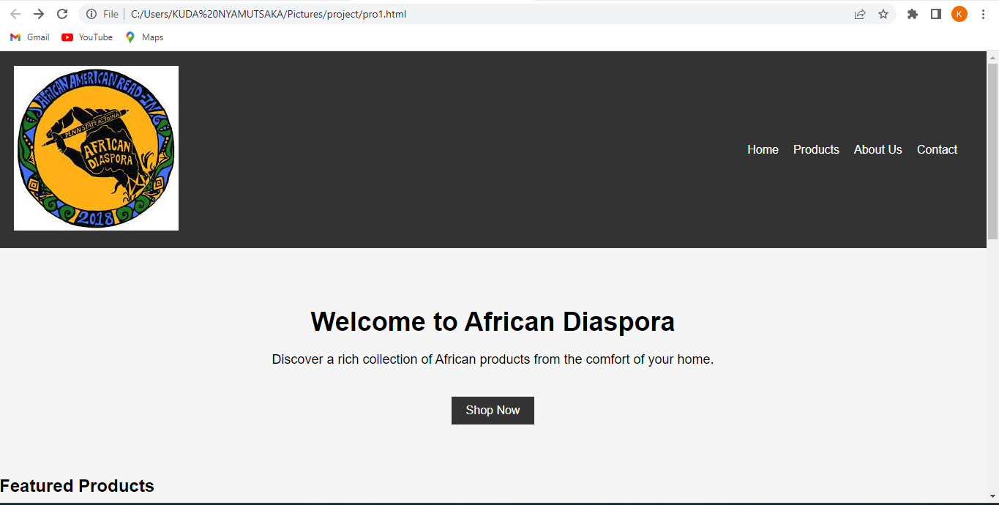 File
C:/Users/KUDA%20NYAMUTSAKA/Pictures/project/pro1.html
K
Gmail
YouTube
Maps
AFRICAN AMERICAN READ-IN
PENN STATE ALTOONA
AFRICAN
DIASPORA
2018
Home
Products
About Us
Contact
Welcome to African Diaspora
Discover a rich collection of African products from the comfort of your home.
Shop Now
Featured Products